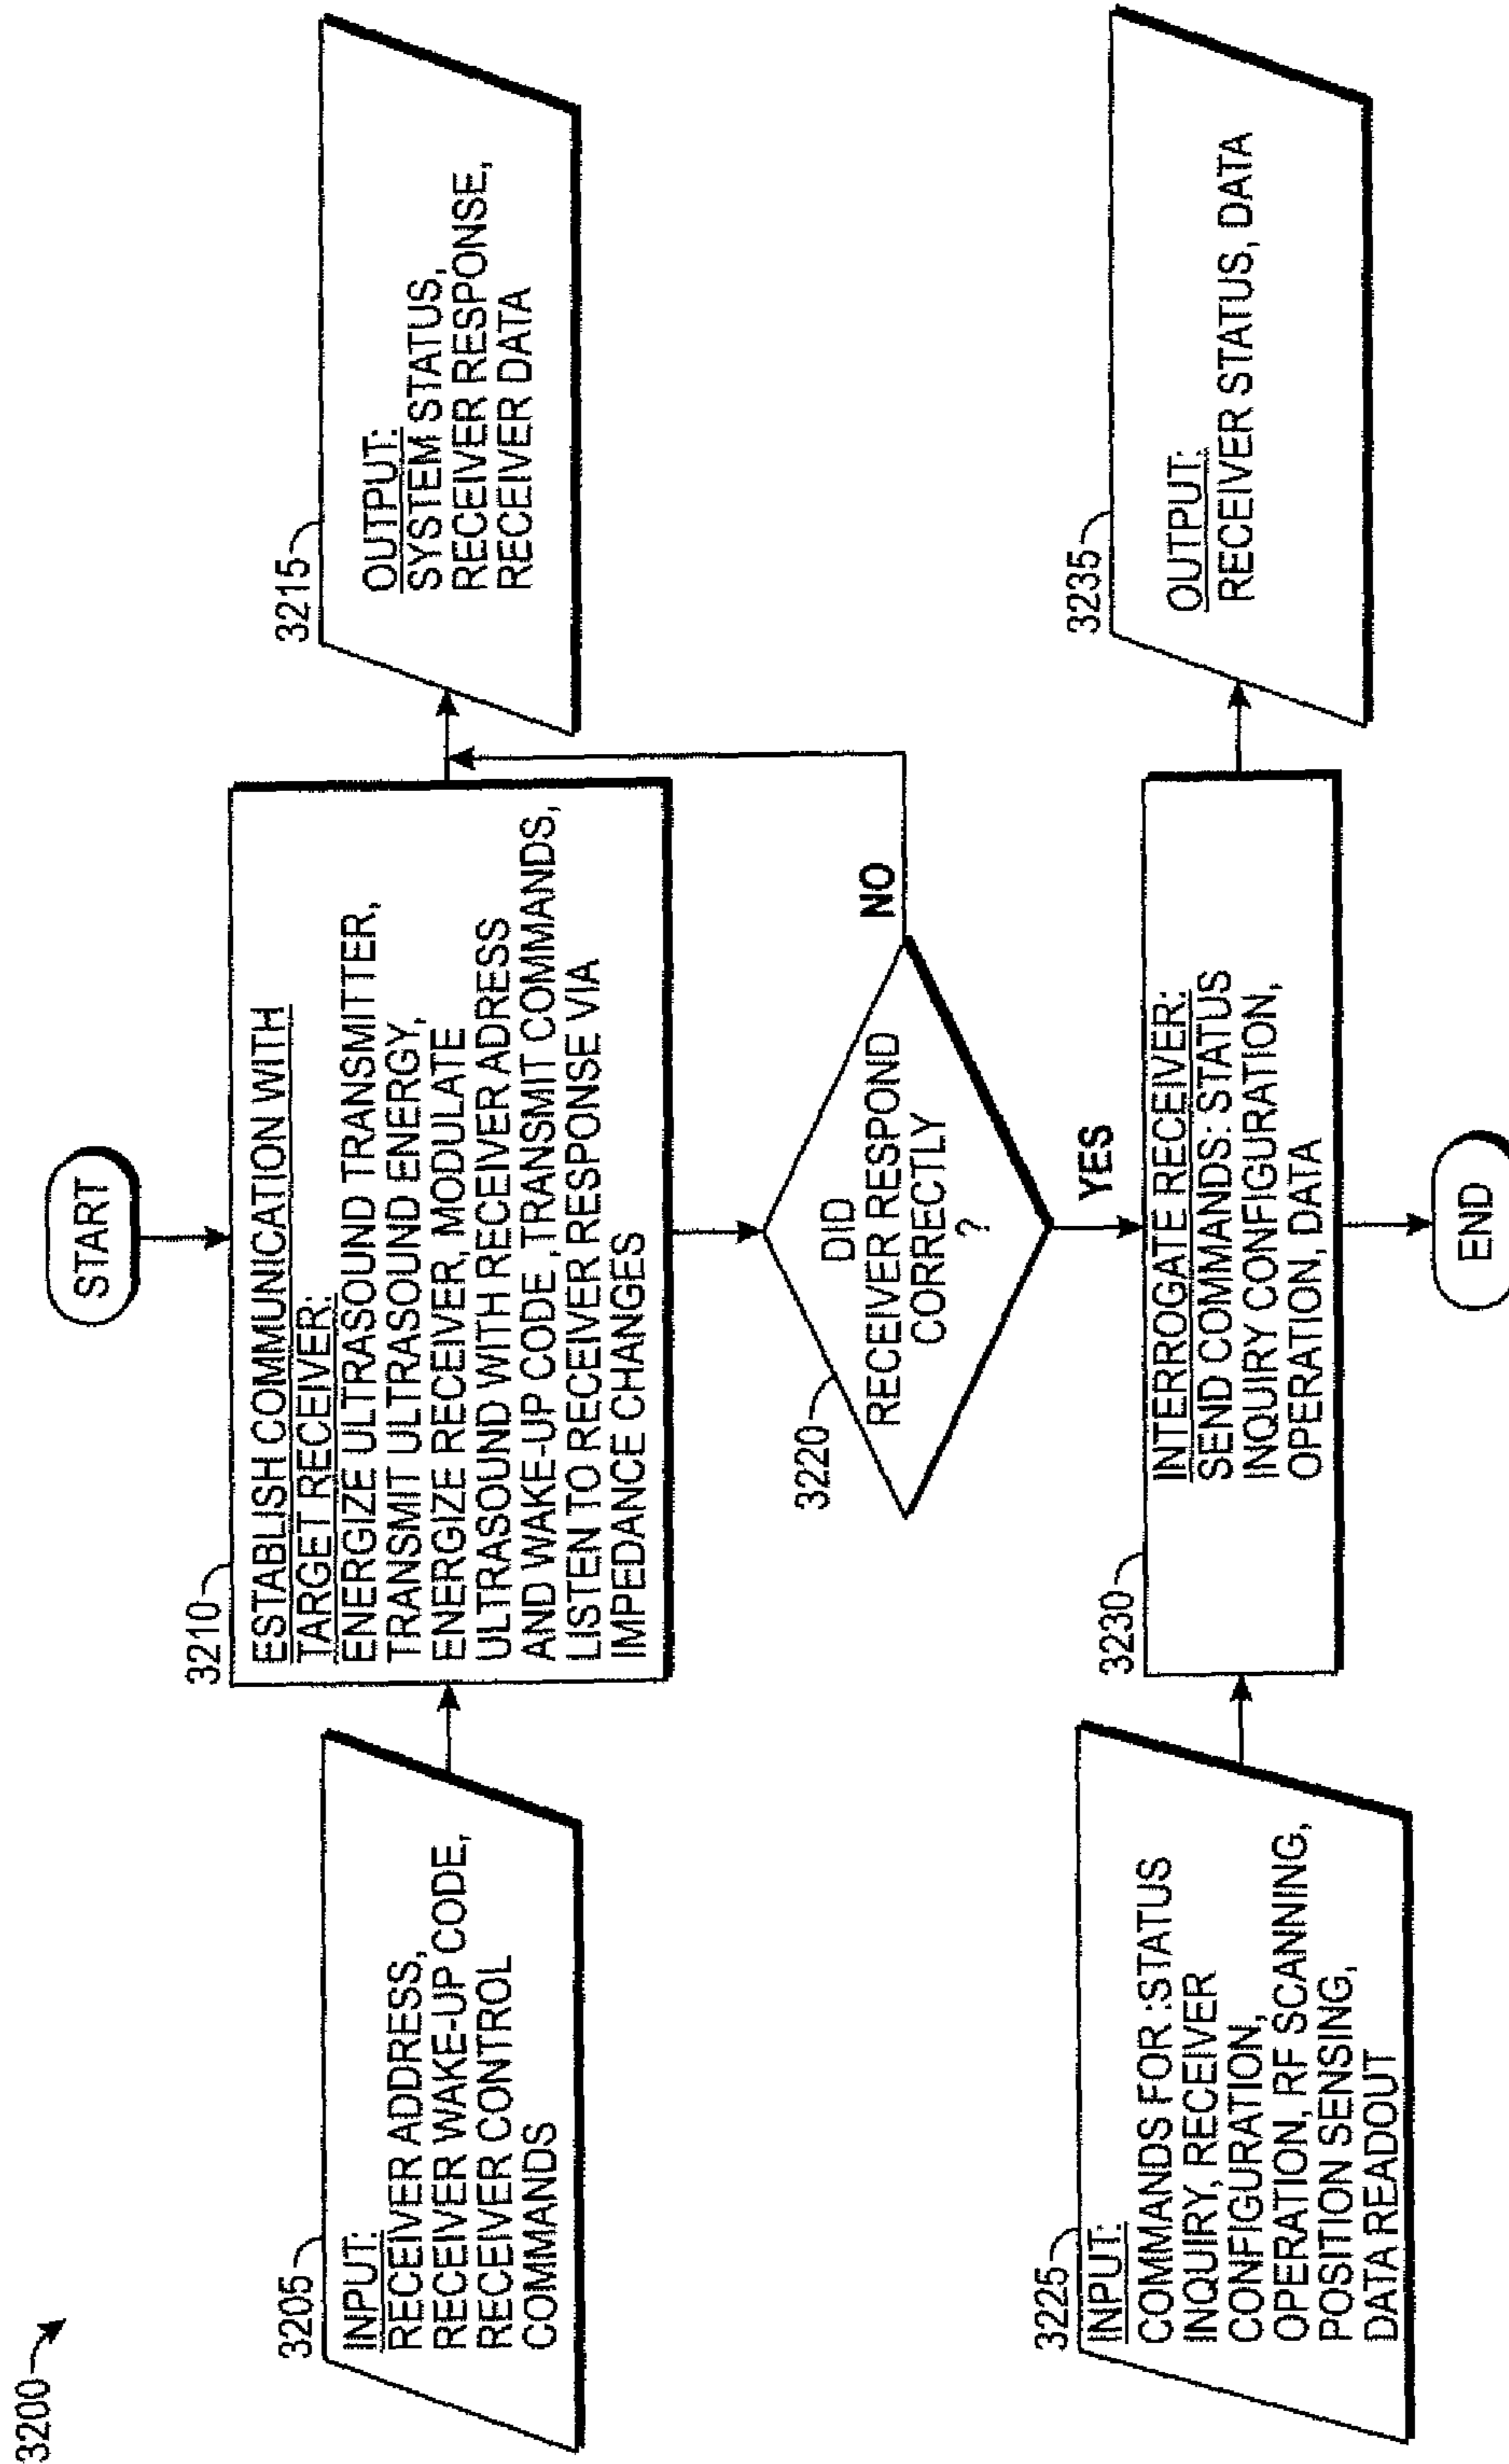 3200
START
3205
INPUT:
RECEIVER ADDRESS,
RECEIVER WAKE-UP CODE,
RECEIVER CONTROL
COMMANDS
3210
ESTABLISH COMMUNICATION WITH
TARGET RECEIVER:
ENERGIZE ULTRASOUND TRANSMITTER,
TRANSMIT ULTRASOUND ENERGY,
ENERGIZE RECEIVER, MODULATE
ULTRASOUND WITH RECEIVER ADRESS
AND WAKE-UP CODE, TRANSMIT COMMANDS,
LISTEN TO RECEIVER RESPONSE VIA
IMPEDANCE CHANGES
3215
OUTPUT:
SYSTEM STATUS,
RECEIVER RESPONSE,
RECEIVER DATA
3220
DID
RECEIVER RESPOND
CORRECTLY
?
NO
YES
3225
INPUT:
COMMANDS FOR :STATUS
INQUIRY, RECEIVER
CONFIGURATION,
OPERATION, RF SCANNING,
POSITION SENSING,
DATA READOUT
3230
INTERROGATE RECEIVER:
SEND COMMANDS: STATUS
INQUIRY CONFIGURATION,
OPERATION, DATA
3235
OUTPUT:
RECEIVER STATUS, DATA
END